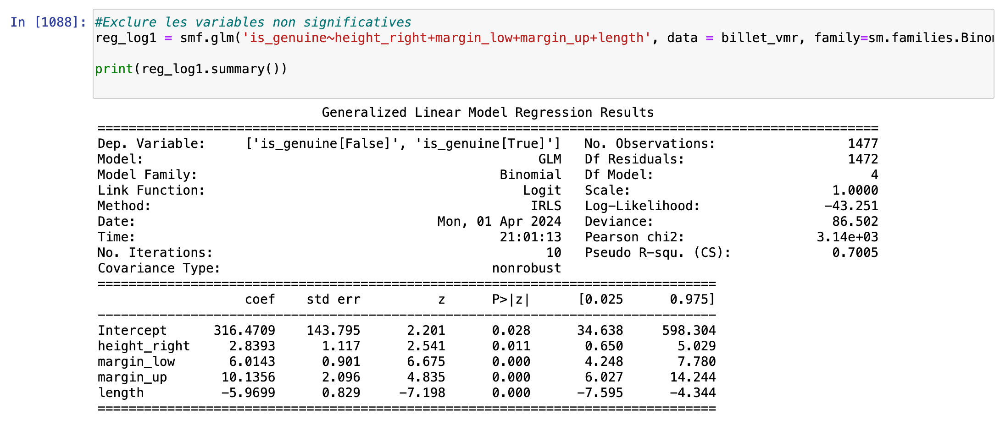 In [1088]: #Exclure les variables non significatives
reg_log1 = smf.glm('is_genuine~height_right+margin_low+margin_up+length', data = billet_vmr, family=sm.families.Bino
print(reg_log1.summary())
Generalized Linear Model Regression Results
==============================================================================================
Dep. Variable: ['is_genuine[False]', 'is_genuine[True]'] No. Observations: 1477
Model: GLM Df Residuals: 1472
Model Family: Binomial Df Model: 4
Link Function: Logit Scale: 1.0000
Method: IRLS Log-Likelihood: -43.251
Date: Mon, 01 Apr 2024 Deviance: 86.502
Time: 21:01:13 Pearson chi2: 3.14e+03
No. Iterations: 10 Pseudo R-squ. (CS): 0.7005
Covariance Type: nonrobust
================================================================================
coef std err z P>|z| [0.025 0.975]
--------------------------------------------------------------------------------
Intercept 316.4709 143.795 2.201 0.028 34.638 598.304
height_right 2.8393 1.117 2.541 0.011 0.650 5.029
margin_low 6.0143 0.901 6.675 0.000 4.248 7.780
margin_up 10.1356 2.096 4.835 0.000 6.027 14.244
length -5.9699 0.829 -7.198 0.000 -7.595 -4.344
================================================================================